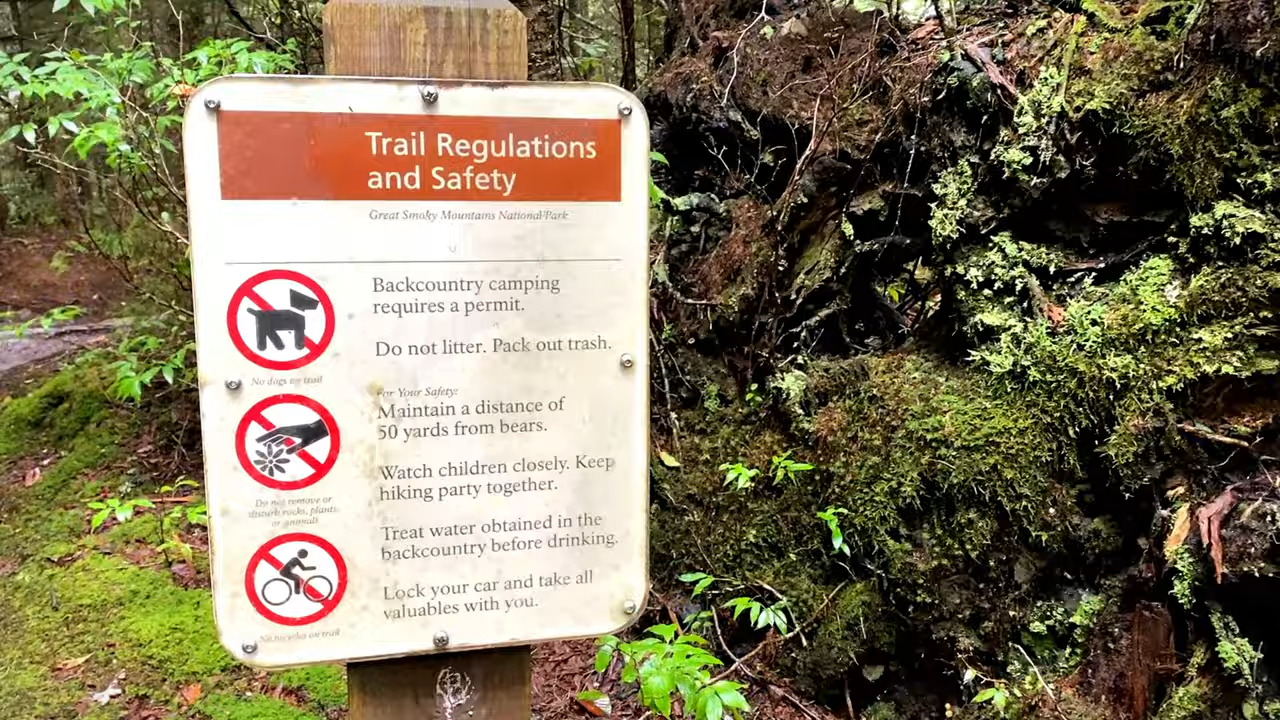 Trail Regulations
and Safety
Great Smoky Mountains National Park
Backcountry camping
requires a permit.
Do not litter. Pack out trash.
For Your Safety:
Maintain a distance of
50 yards from bears.
Watch children closely. Keep
hiking party together.
Treat water obtained in the
backcountry before drinking.
Lock your car and take all
valuables with you.
No dogs on trail
Do not remove or
disturb rocks, plants,
or animals
No bicycles on trail